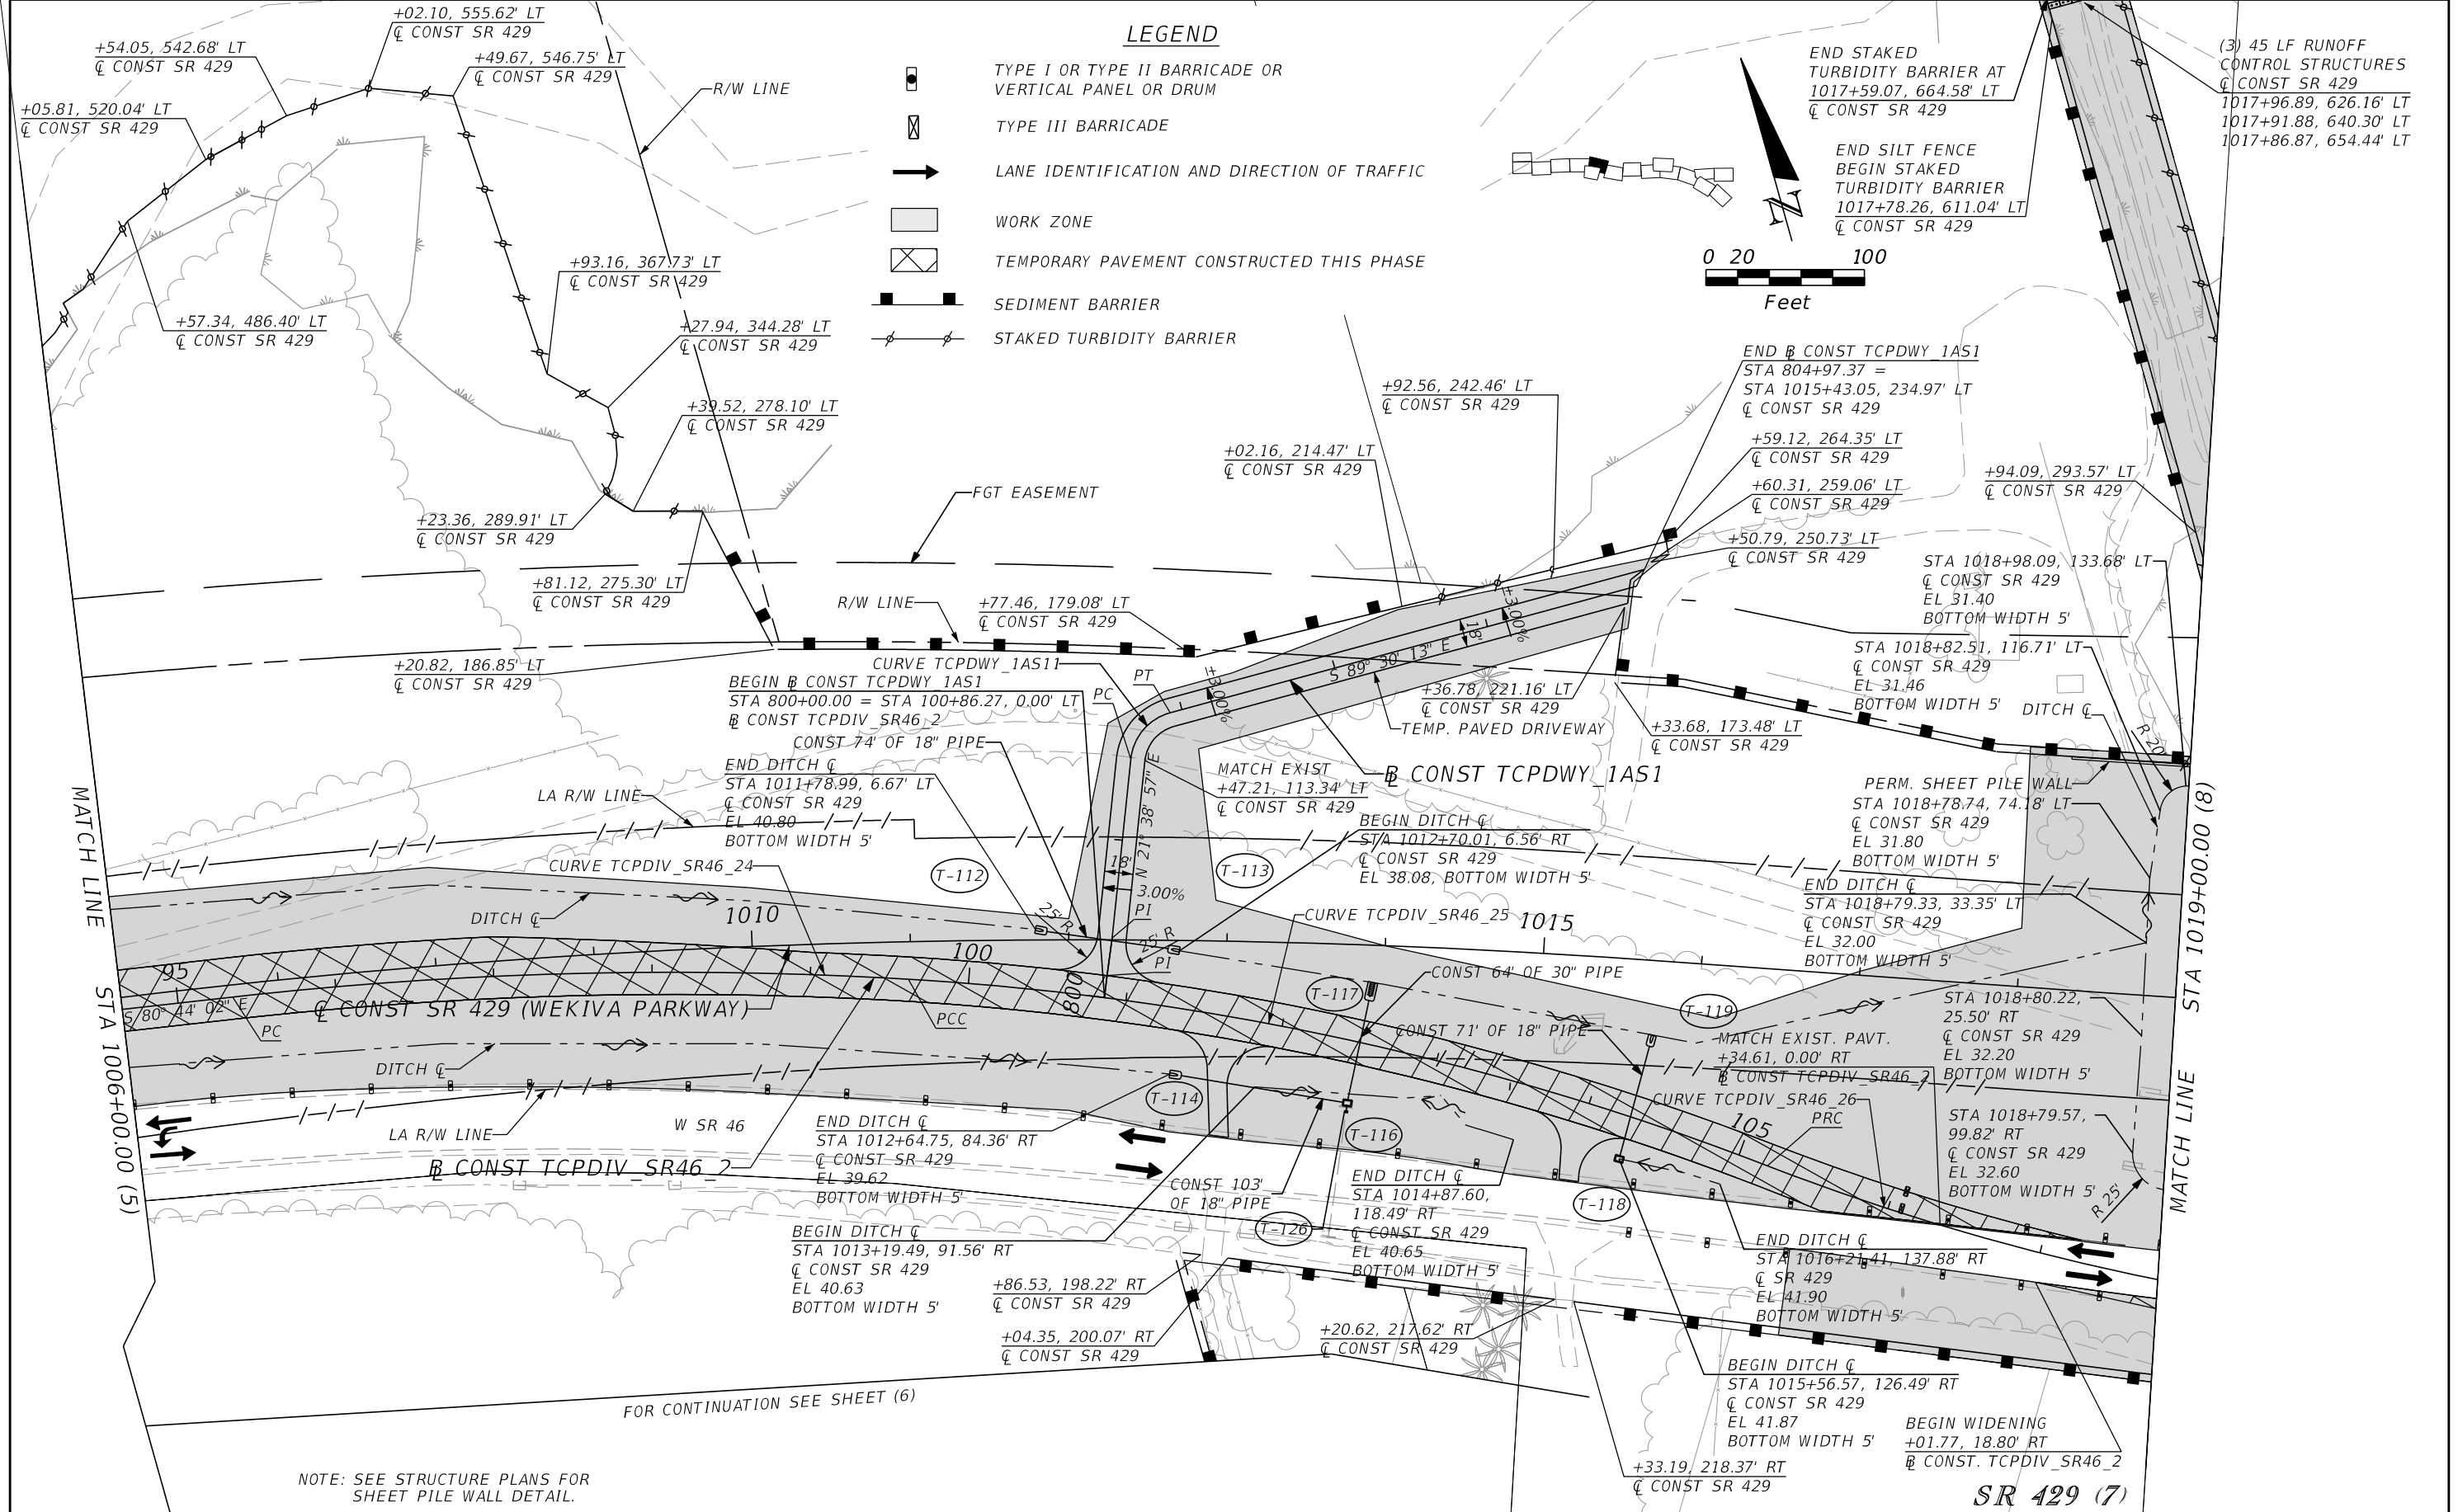 +02.10, 555.62' LT
℄ CONST SR 429
+54.05, 542.68' LT
℄ CONST SR 429
+49.67, 546.75' LT
℄ CONST SR 429
+05.81, 520.04' LT
℄ CONST SR 429
R/W LINE
+93.16, 367.73' LT
℄ CONST SR 429
+57.34, 486.40' LT
℄ CONST SR 429
+27.94, 344.28' LT
℄ CONST SR 429
+39.52, 278.10' LT
℄ CONST SR 429
+23.36, 289.91' LT
℄ CONST SR 429
+81.12, 275.30' LT
℄ CONST SR 429
+20.82, 186.85' LT
℄ CONST SR 429
LEGEND
TYPE I OR TYPE II BARRICADE OR
VERTICAL PANEL OR DRUM
TYPE III BARRICADE
LANE IDENTIFICATION AND DIRECTION OF TRAFFIC
WORK ZONE
TEMPORARY PAVEMENT CONSTRUCTED THIS PHASE
SEDIMENT BARRIER
STAKED TURBIDITY BARRIER
N
0 20 100
Feet
END STAKED
TURBIDITY BARRIER AT
1017+59.07, 664.58' LT
℄ CONST SR 429
END SILT FENCE
BEGIN STAKED
TURBIDITY BARRIER
1017+78.26, 611.04' LT
℄ CONST SR 429
(3) 45 LF RUNOFF
CONTROL STRUCTURES
℄ CONST SR 429
1017+96.89, 626.16' LT
1017+91.88, 640.30' LT
1017+86.87, 654.44' LT
END B͟L CONST TCPDWY_1AS1
STA 804+97.37 =
STA 1015+43.05, 234.97' LT
℄ CONST SR 429
+92.56, 242.46' LT
℄ CONST SR 429
+02.16, 214.47' LT
℄ CONST SR 429
+59.12, 264.35' LT
℄ CONST SR 429
+60.31, 259.06' LT
℄ CONST SR 429
+94.09, 293.57' LT
℄ CONST SR 429
+50.79, 250.73' LT
℄ CONST SR 429
FGT EASEMENT
R/W LINE
+77.46, 179.08' LT
℄ CONST SR 429
STA 1018+98.09, 133.68' LT
℄ CONST SR 429
EL 31.40
BOTTOM WIDTH 5'
STA 1018+82.51, 116.71' LT
℄ CONST SR 429
EL 31.46
BOTTOM WIDTH 5'
DITCH ℄
R 20'
CURVE TCPDWY_1AS11
BEGIN BL CONST TCPDWY_1AS1
STA 800+00.00 = STA 100+86.27, 0.00' LT
BL CONST TCPDIV_SR46_2
PC
PT
±3.00%
S 89° 30' 13" E
18'
±3.00%
+36.78, 221.16' LT
℄ CONST SR 429
TEMP. PAVED DRIVEWAY
+33.68, 173.48' LT
℄ CONST SR 429
CONST 74' OF 18" PIPE
END DITCH ℄
STA 1011+78.99, 6.67' LT
℄ CONST SR 429
EL 40.80
BOTTOM WIDTH 5'
MATCH EXIST
+47.21, 113.34' LT
℄ CONST SR 429
BL CONST TCPDWY_1AS1
N 21° 38' 57" E
LA R/W LINE
BEGIN DITCH ℄
STA 1012+70.01, 6.56' RT
℄ CONST SR 429
EL 38.08, BOTTOM WIDTH 5'
PERM. SHEET PILE WALL
STA 1018+78.74, 74.18' LT
℄ CONST SR 429
EL 31.80
BOTTOM WIDTH 5'
END DITCH ℄
STA 1018+79.33, 33.35' LT
℄ CONST SR 429
EL 32.00
BOTTOM WIDTH 5'
CURVE TCPDIV_SR46_24
T-112
T-113
18'
3.00%
PI
25' R
25' R
PI
CURVE TCPDIV_SR46_25
1015
1010
100
95
800
DITCH ℄
MATCH LINE STA 1006+00.00 (5)
MATCH LINE STA 1019+00.00 (8)
S 80° 44' 02" E
PC
℄ CONST SR 429 (WEKIVA PARKWAY)
PCC
T-117
CONST 64' OF 30" PIPE
T-119
CONST 71' OF 18" PIPE
MATCH EXIST. PAVT.
+34.61, 0.00' RT
BL CONST TCPDIV_SR46_2
STA 1018+80.22,
25.50' RT
℄ CONST SR 429
EL 32.20
BOTTOM WIDTH 5'
DITCH ℄
T-114
CURVE TCPDIV_SR46_26
PRC
105
STA 1018+79.57,
99.82' RT
℄ CONST SR 429
EL 32.60
BOTTOM WIDTH 5'
R 25'
LA R/W LINE
W SR 46
BL CONST TCPDIV_SR46_2
END DITCH ℄
STA 1012+64.75, 84.36' RT
℄ CONST SR 429
EL 39.62
BOTTOM WIDTH 5'
T-116
CONST 103'
OF 18" PIPE
T-126
END DITCH ℄
STA 1014+87.60,
118.49' RT
℄ CONST SR 429
EL 40.65
BOTTOM WIDTH 5'
T-118
BEGIN DITCH ℄
STA 1013+19.49, 91.56' RT
℄ CONST SR 429
EL 40.63
BOTTOM WIDTH 5'
END DITCH ℄
STA 1016+21.41, 137.88' RT
℄ SR 429
EL 41.90
BOTTOM WIDTH 5'
+86.53, 198.22' RT
℄ CONST SR 429
+04.35, 200.07' RT
℄ CONST SR 429
+20.62, 217.62' RT
℄ CONST SR 429
BEGIN DITCH ℄
STA 1015+56.57, 126.49' RT
℄ CONST SR 429
EL 41.87
BOTTOM WIDTH 5'
FOR CONTINUATION SEE SHEET (6)
BEGIN WIDENING
+01.77, 18.80' RT
BL CONST. TCPDIV_SR46_2
+33.19, 218.37' RT
℄ CONST SR 429
NOTE: SEE STRUCTURE PLANS FOR
SHEET PILE WALL DETAIL.
SR 429 (7)